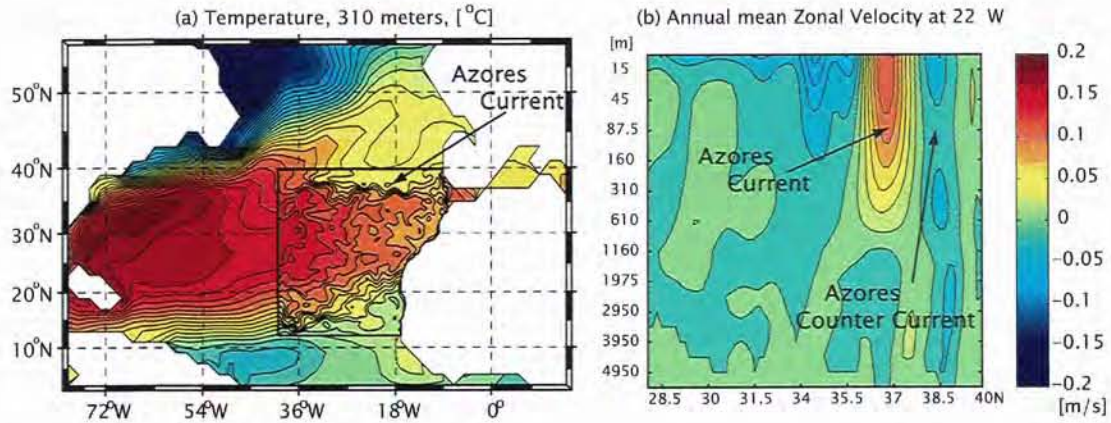 (a) Temperature, 310 meters, [°C]
50°N
40°N
30°N
20°N
10°N
72°W
54°W
36°W
18°W
0°
Azores
Current
(b) Annual mean Zonal Velocity at 22 W
[m]
15
45
87.5
160
310
610
1160
1975
2950
3950
4950
28.5
30
31.5
34
35.5
37
38.5
40N
Azores
Current
Azores
Counter Current
0.2
0.15
0.1
0.05
0
−0.05
−0.1
−0.15
−0.2
[m/s]